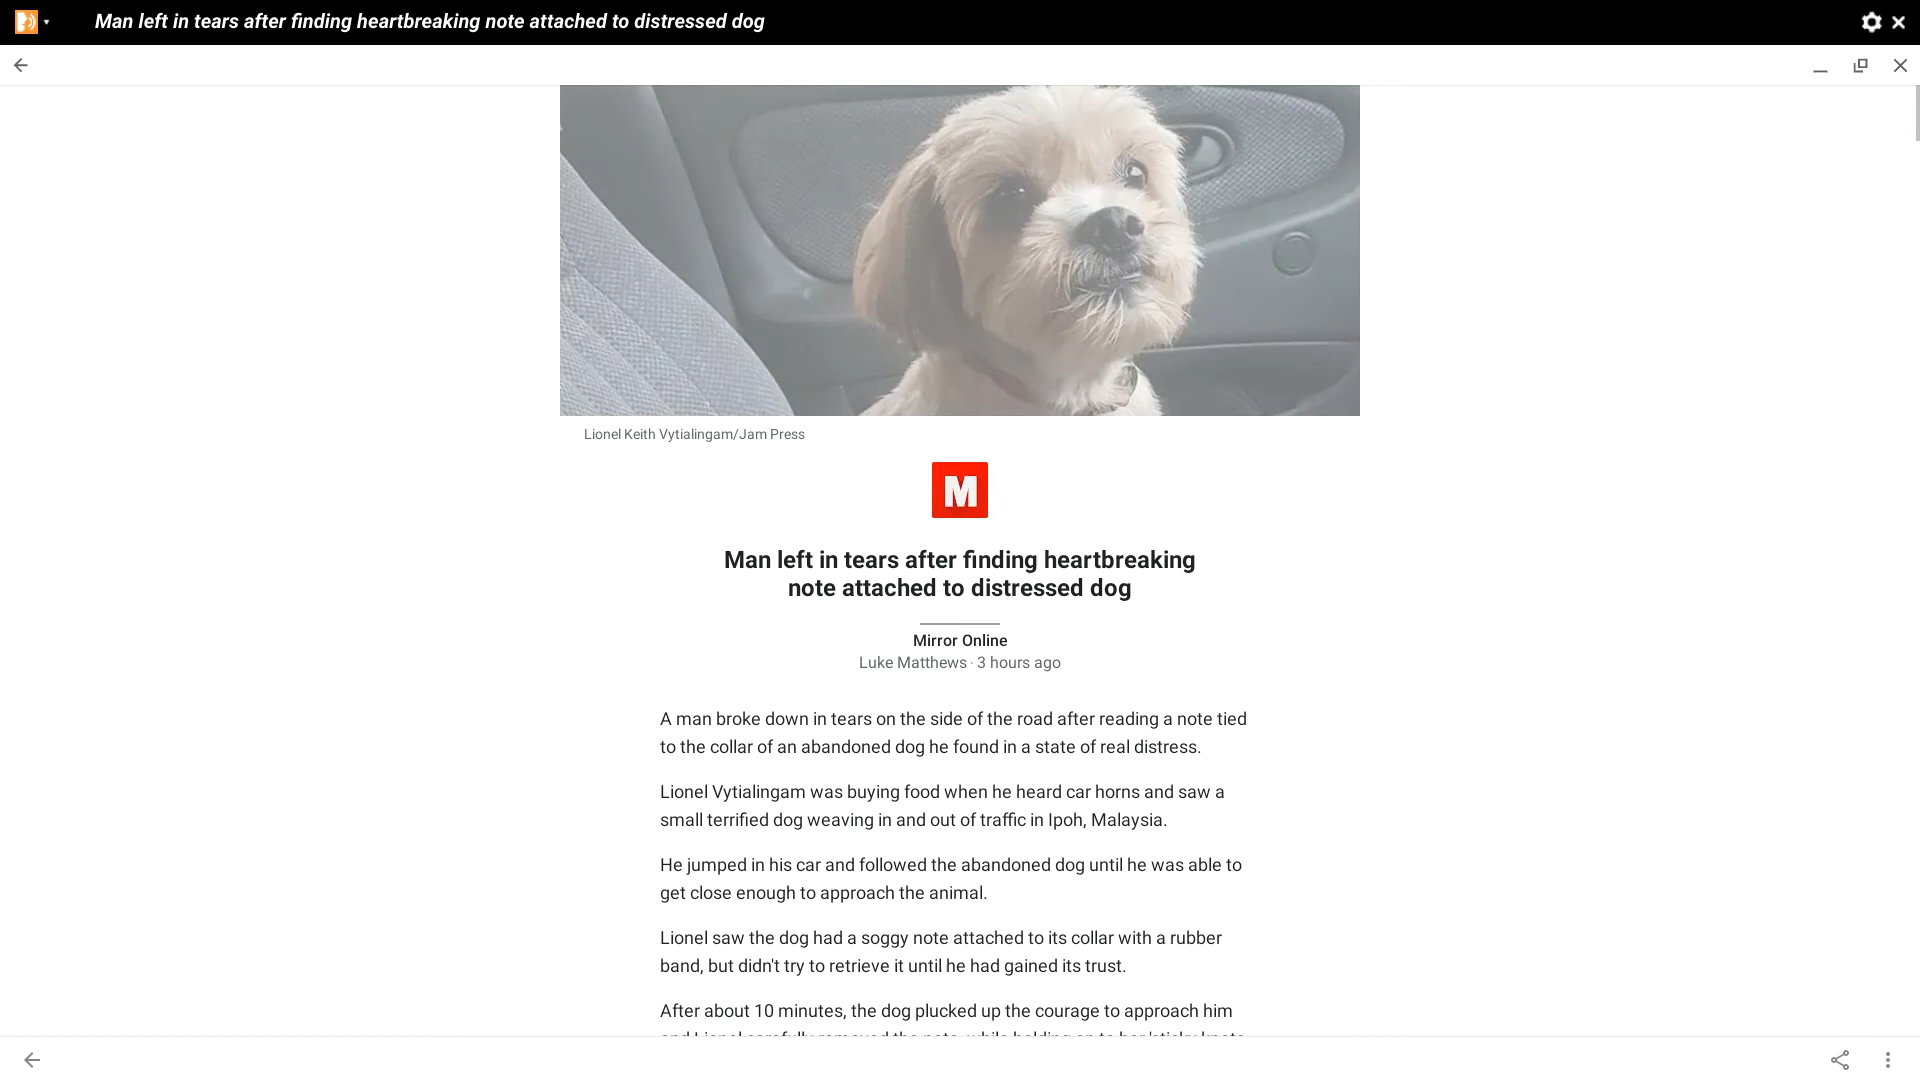 Man left in tears after finding heartbreaking note attached to distressed dog
Lionel Keith Vytialingam/Jam Press
M
Man left in tears after finding heartbreaking
note attached to distressed dog
Mirror Online
Luke Matthews · 3 hours ago
A man broke down in tears on the side of the road after reading a note tied
to the collar of an abandoned dog he found in a state of real distress.
Lionel Vytialingam was buying food when he heard car horns and saw a
small terrified dog weaving in and out of traffic in Ipoh, Malaysia.
He jumped in his car and followed the abandoned dog until he was able to
get close enough to approach the animal.
Lionel saw the dog had a soggy note attached to its collar with a rubber
band, but didn't try to retrieve it until he had gained its trust.
After about 10 minutes, the dog plucked up the courage to approach him